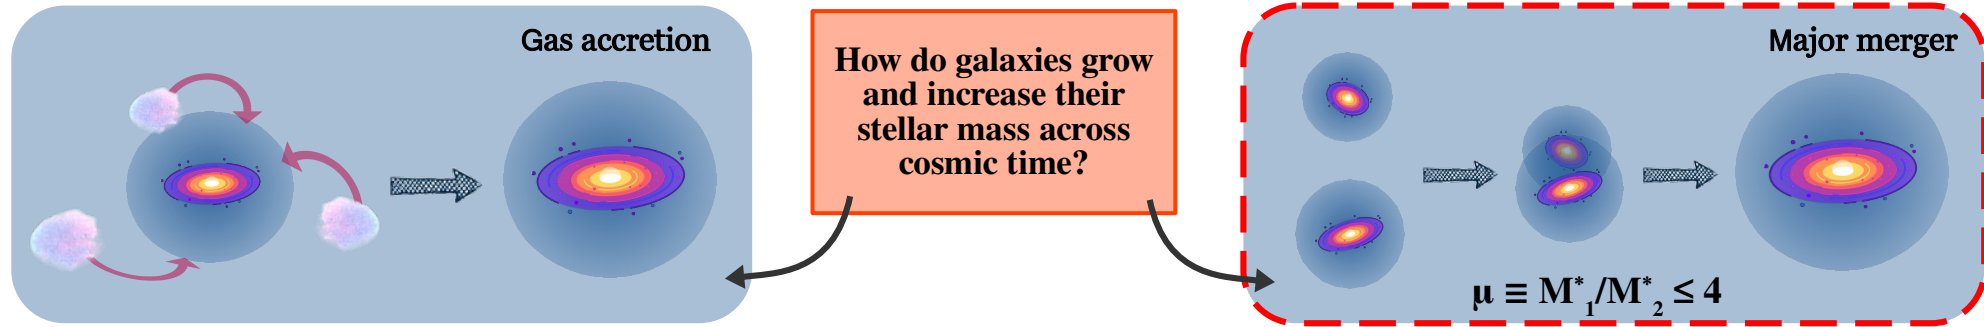 Gas accretion
How do galaxies grow
and increase their
stellar mass across
cosmic time?
Major merger
μ ≡ M*₁/M*₂ ≤ 4